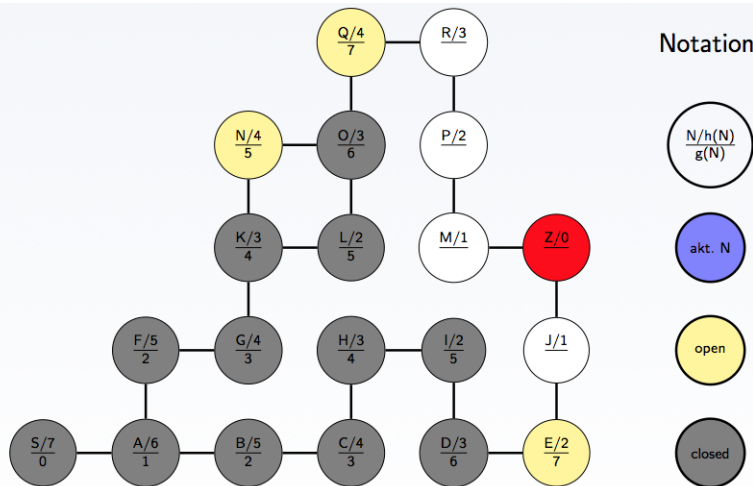 Q/4
7
R/3
Notation
N/4
5
O/3
6
P/2
N/h(N)
g(N)
K/3
4
L/2
5
M/1
Z/0
akt. N
F/5
2
G/4
3
H/3
4
I/2
5
J/1
open
S/7
0
A/6
1
B/5
2
C/4
3
D/3
6
E/2
7
closed